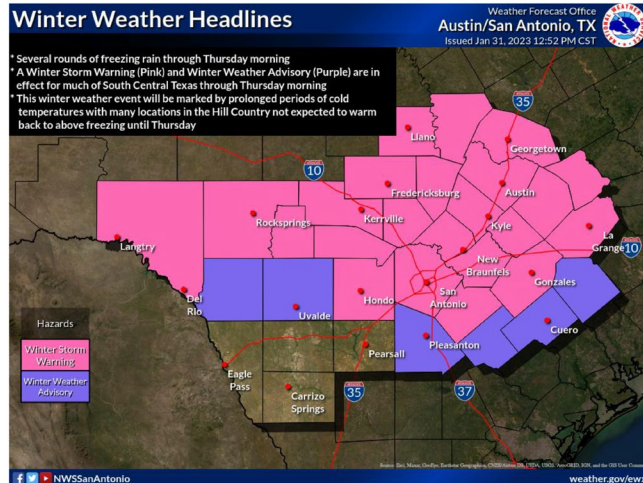 Winter Weather Headlines
Weather Forecast Office
Austin/San Antonio, TX
Issued Jan 31, 2023 12:52 PM CST
* Several rounds of freezing rain through Thursday morning
* A Winter Storm Warning (Pink) and Winter Weather Advisory (Purple) are in
effect for much of South Central Texas through Thursday morning
* This winter weather event will be marked by prolonged periods of cold
temperatures with many locations in the Hill Country not expected to warm
back to above freezing until Thursday
35
Llano
Georgetown
10
Fredericksburg
Austin
Rocksprings
Kerrville
Kyle
La
Grange
10
Langtry
New
Braunfels
Del
Rio
Hondo
San
Antonio
Gonzales
Uvalde
Hazards
Cuero
Winter Storm
Warning
Pearsall
Pleasanton
Winter Weather
Advisory
Eagle
Pass
Carrizo
Springs
35
37
NWSSanAntonio
weather.gov/ewx